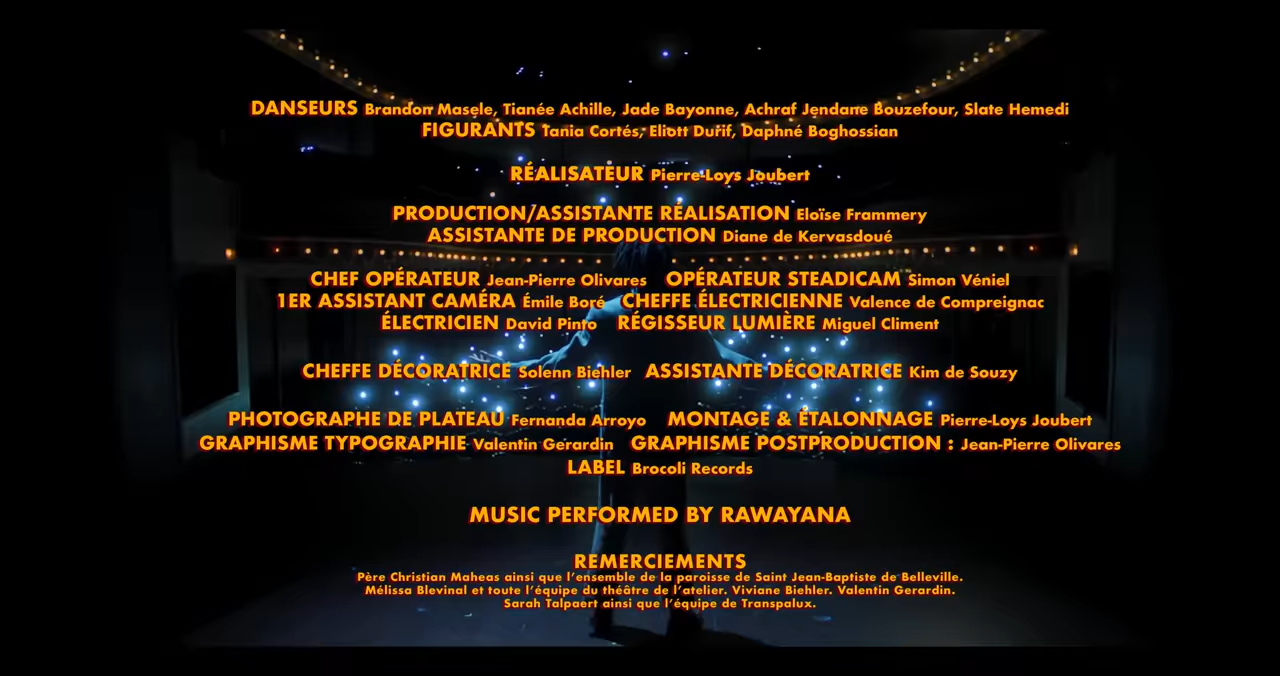 DANSEURS Brandon Masele, Tianée Achille, Jade Bayonne, Achraf Jendane Bouzefour, Slate Hemedi
FIGURANTS Tania Cortés, Eliott Durif, Daphné Boghossian
RÉALISATEUR Pierre-Loys Joubert
PRODUCTION/ASSISTANTE RÉALISATION Eloïse Frammery
ASSISTANTE DE PRODUCTION Diane de Kervasdoué
CHEF OPÉRATEUR Jean-Pierre Olivares OPÉRATEUR STEADICAM Simon Véniel
1ER ASSISTANT CAMÉRA Émile Boré CHEFFE ÉLECTRICIENNE Valence de Compreignac
ÉLECTRICIEN David Pinto RÉGISSEUR LUMIÈRE Miguel Climent
CHEFFE DÉCORATRICE Solenn Biehler ASSISTANTE DÉCORATRICE Kim de Souzy
PHOTOGRAPHE DE PLATEAU Fernanda Arroyo MONTAGE & ÉTALONNAGE Pierre-Loys Joubert
GRAPHISME TYPOGRAPHIE Valentin Gerardin GRAPHISME POSTPRODUCTION : Jean-Pierre Olivares
LABEL Brocoli Records
MUSIC PERFORMED BY RAWAYANA
REMERCIEMENTS
Père Christian Maheas ainsi que l'ensemble de la paroisse de Saint Jean-Baptiste de Belleville.
Mélissa Blevinal et toute l'équipe du théâtre de l'atelier. Viviane Biehler. Valentin Gerardin.
Sarah Talpaert ainsi que l'équipe de Transpalux.